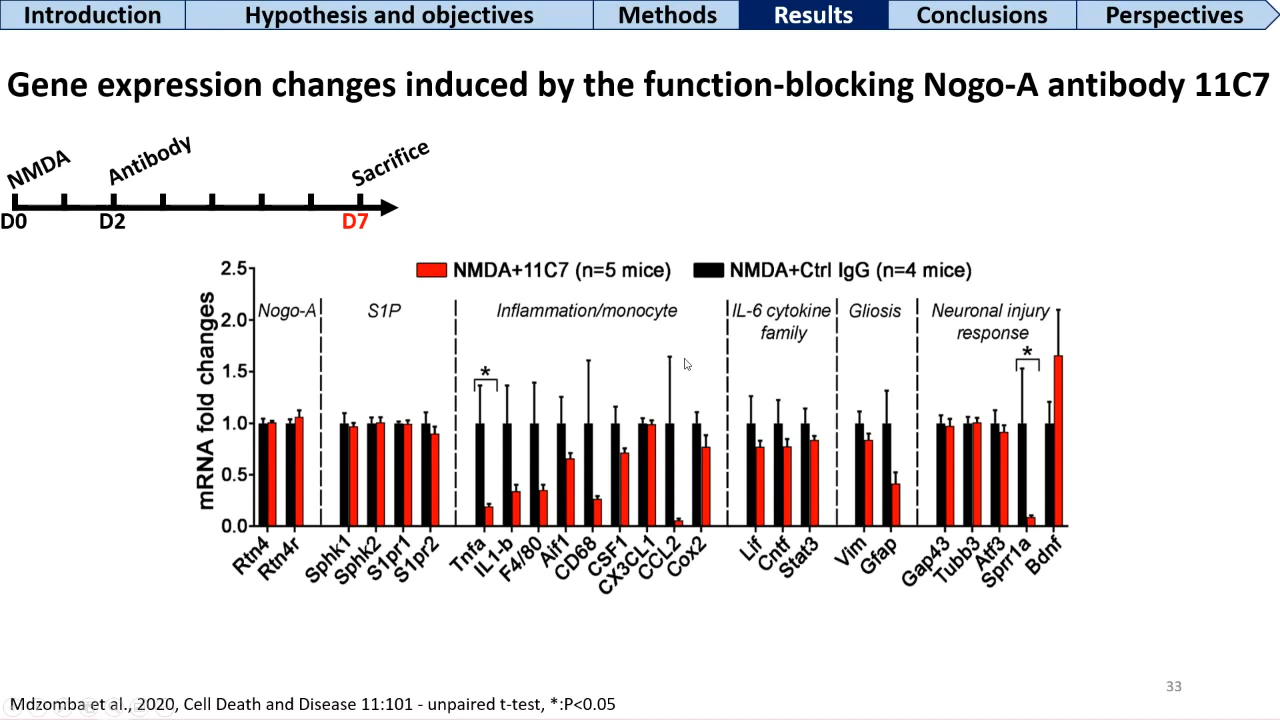 Introduction
Hypothesis and objectives
Methods
Results
Conclusions
Perspectives
Gene expression changes induced by the function-blocking Nogo-A antibody 11C7
NMDA
Antibody
Sacrifice
D0
D2
D7
NMDA+11C7 (n=5 mice)
NMDA+Ctrl IgG (n=4 mice)
mRNA fold changes
2.5
2.0
1.5
1.0
0.5
0.0
Nogo-A
S1P
Inflammation/monocyte
IL-6 cytokine
family
Gliosis
Neuronal injury
response
*
*
Rtn4
Rtn4r
Sphk1
Sphk2
S1pr1
S1pr2
Tnfa
IL1-b
F4/80
Aif1
CD68
CSF1
CX3CL1
CCL2
Cox2
Lif
Cntf
Stat3
Vim
Gfap
Gap43
Tubb3
Atf3
Sprr1a
Bdnf
33
Mdzomba et al., 2020, Cell Death and Disease 11:101 - unpaired t-test, *:P<0.05